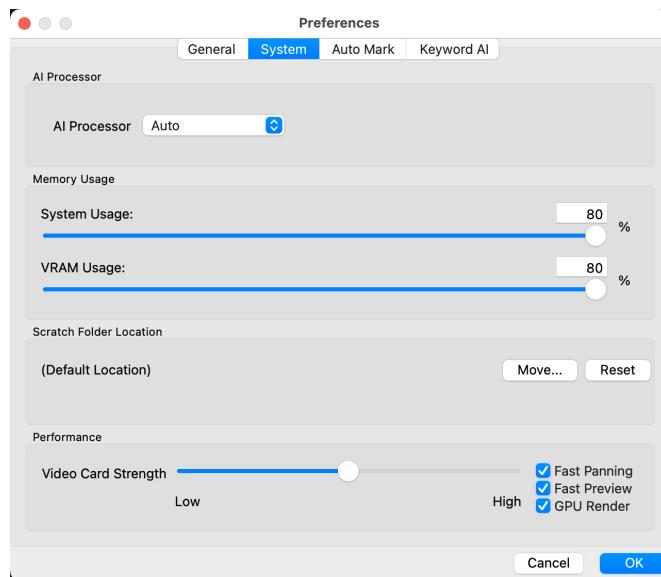 Preferences
General System Auto Mark Keyword AI
AI Processor
AI Processor Auto
Memory Usage
System Usage: 80 %
VRAM Usage: 80 %
Scratch Folder Location
(Default Location) Move... Reset
Performance
Video Card Strength Fast Panning
Fast Preview
Low High GPU Render
Cancel OK